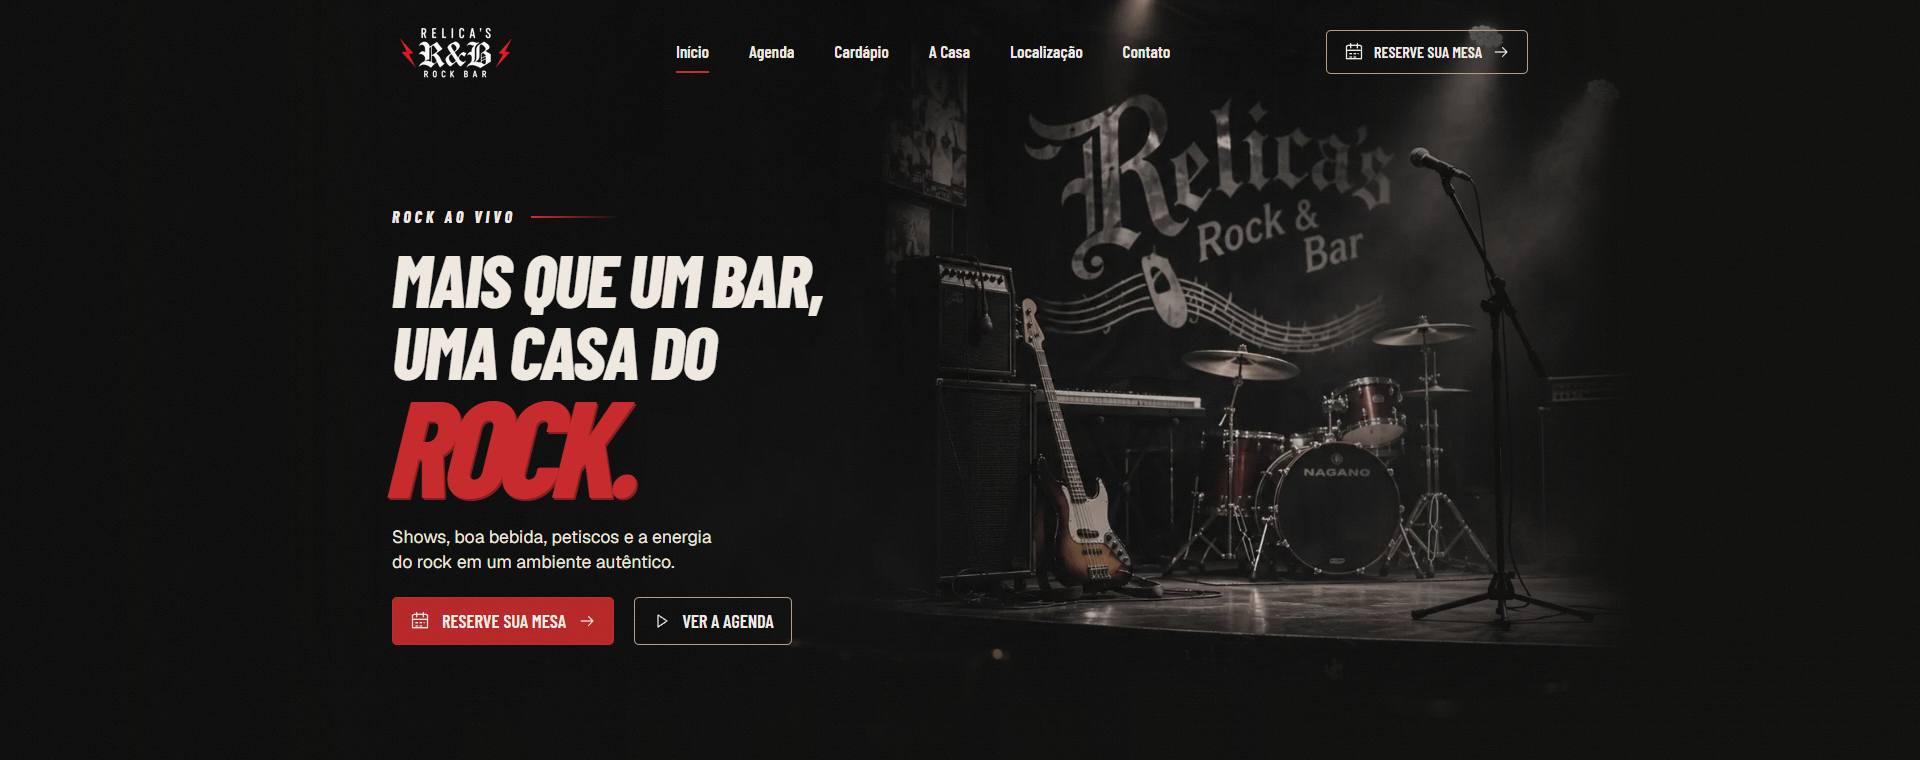 RELICA'S
R&B
ROCK BAR
Início
Agenda
Cardápio
A Casa
Localização
Contato
RESERVE SUA MESA
Relica's
Rock &
Bar
ROCK AO VIVO
MAIS QUE UM BAR,
UMA CASA DO
ROCK.
NAGANO
Shows, boa bebida, petiscos e a energia
do rock em um ambiente autêntico.
RESERVE SUA MESA
VER A AGENDA